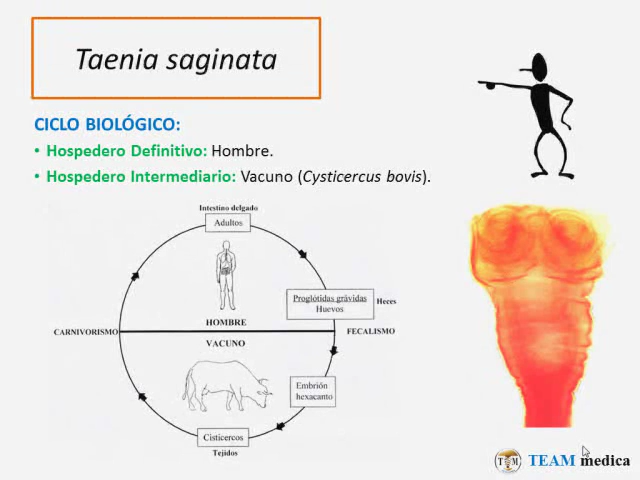 Taenia saginata
CICLO BIOLÓGICO:
• Hospedero Definitivo: Hombre.
• Hospedero Intermediario: Vacuno (Cysticercus bovis).
Intestino delgado
Adultos
Proglótidas grávidas
Huevos
Heces
HOMBRE
CARNIVORISMO
FECALISMO
VACUNO
Embrión
hexacanto
Cisticercos
Tejidos
TEAM medica